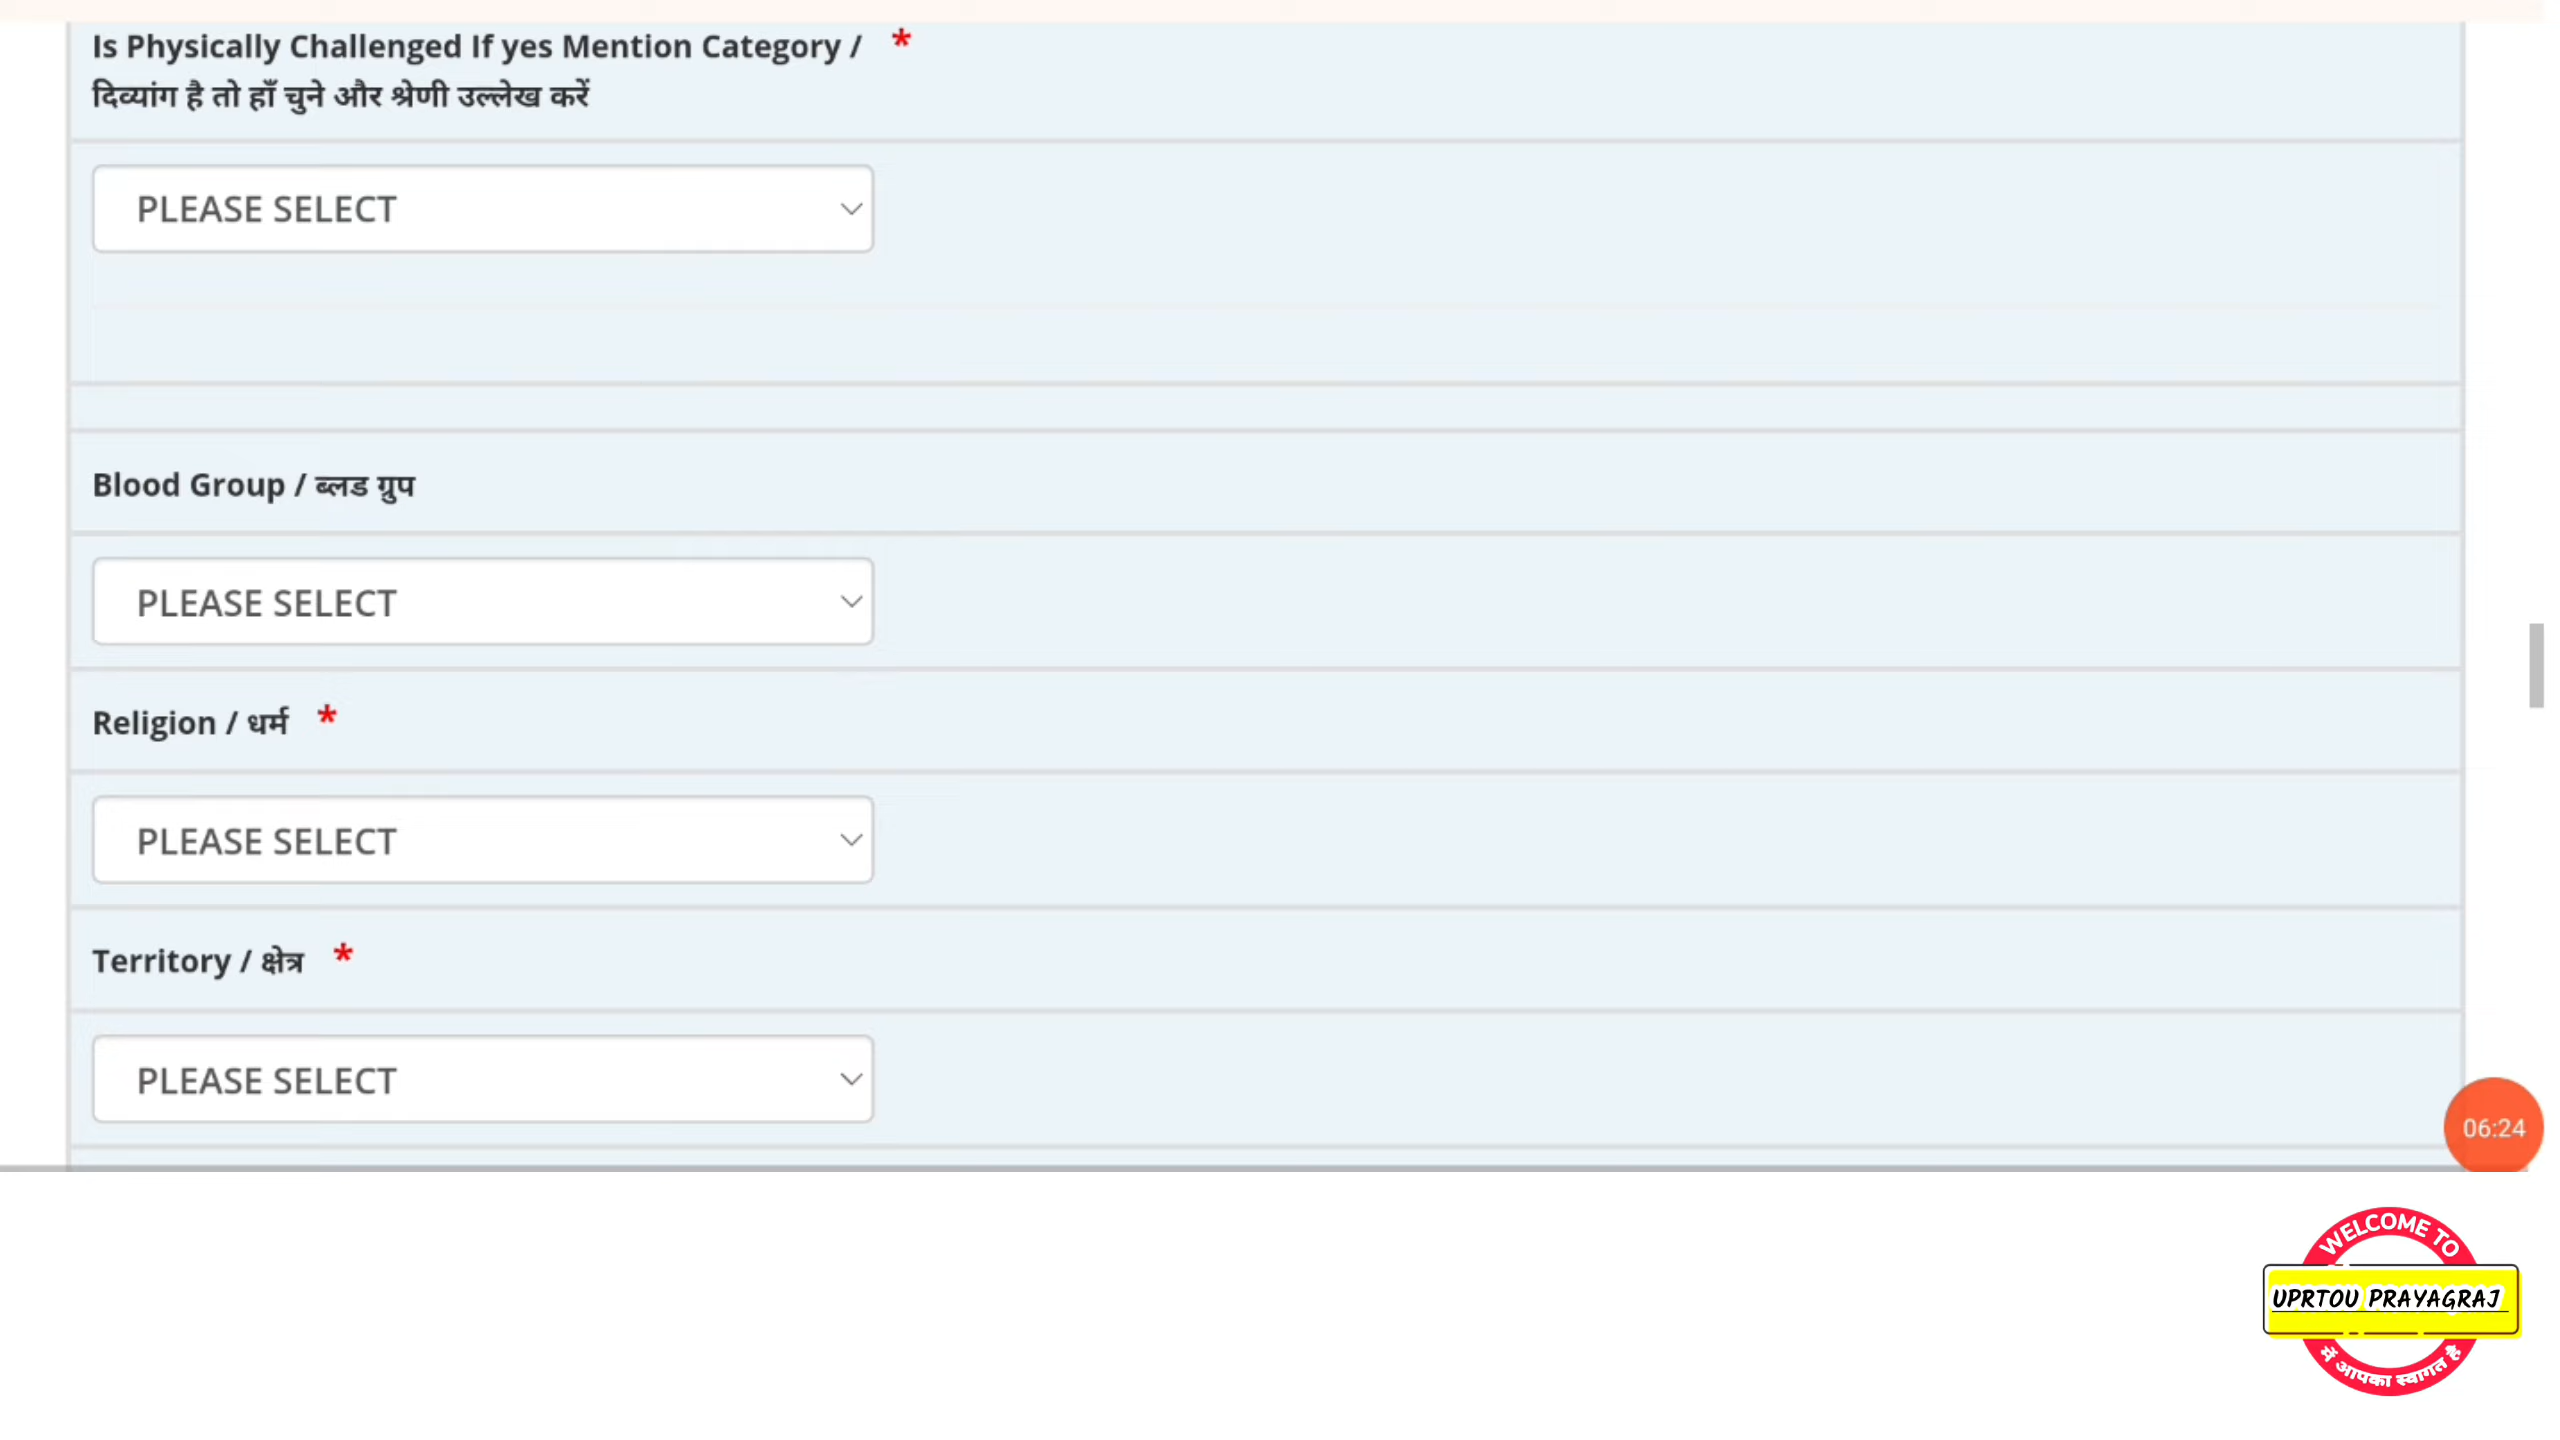 Is Physically Challenged If yes Mention Category / *
दिव्यांग है तो हाँ चुने और श्रेणी उल्लेख करें
PLEASE SELECT
Blood Group / ब्लड ग्रुप
PLEASE SELECT
Religion / धर्म *
PLEASE SELECT
Territory / क्षेत्र *
PLEASE SELECT
06:24
WELCOME TO
UPRTOU PRAYAGRAJ
में आपका स्वागत है